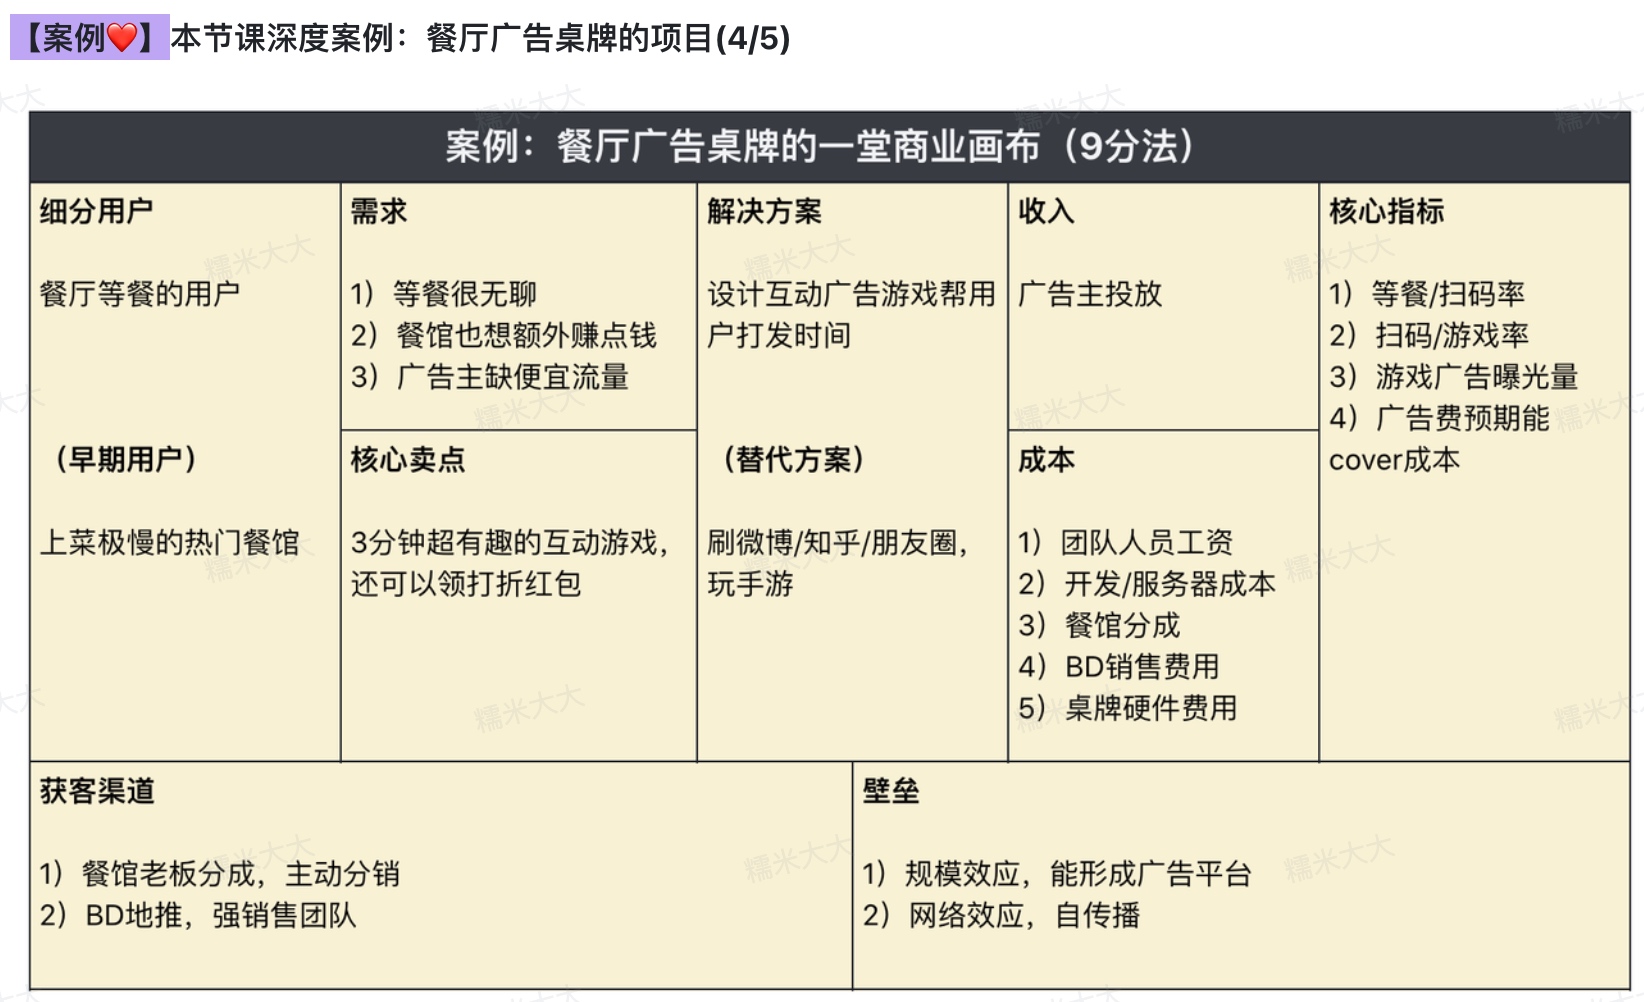 【案例❤️】本节课深度案例：餐厅广告桌牌的项目(4/5)
案例：餐厅广告桌牌的一堂商业画布（9分法）
细分用户
餐厅等餐的用户
（早期用户）
上菜极慢的热门餐馆
需求
1）等餐很无聊
2）餐馆也想额外赚点钱
3）广告主缺便宜流量
核心卖点
3分钟超有趣的互动游戏，
还可以领打折红包
解决方案
设计互动广告游戏帮用
户打发时间
（替代方案）
刷微博/知乎/朋友圈，
玩手游
收入
广告主投放
成本
1）团队人员工资
2）开发/服务器成本
3）餐馆分成
4）BD销售费用
5）桌牌硬件费用
核心指标
1）等餐/扫码率
2）扫码/游戏率
3）游戏广告曝光量
4）广告费预期能
cover成本
获客渠道
1）餐馆老板分成，主动分销
2）BD地推，强销售团队
壁垒
1）规模效应，能形成广告平台
2）网络效应，自传播
糯米大大